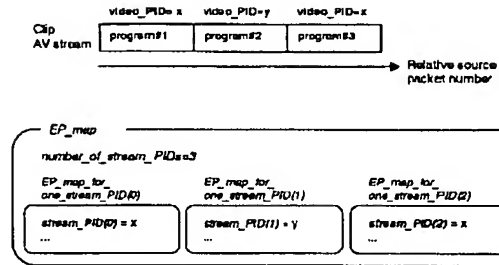 video_PID= x video_PID=y video_PID=x
Clip
AV stream
program#1 program#2 program#3
Relative source
packet number
EP_map
number_of_stream_PIDs=3
EP_map_for_
one_stream_PID(0)
EP_map_for_
one_stream_PID(1)
EP_map_for_
one_stream_PID(2)
stream_PID(0) = x
...
stream_PID(1) = y
...
stream_PID(2) = x
...